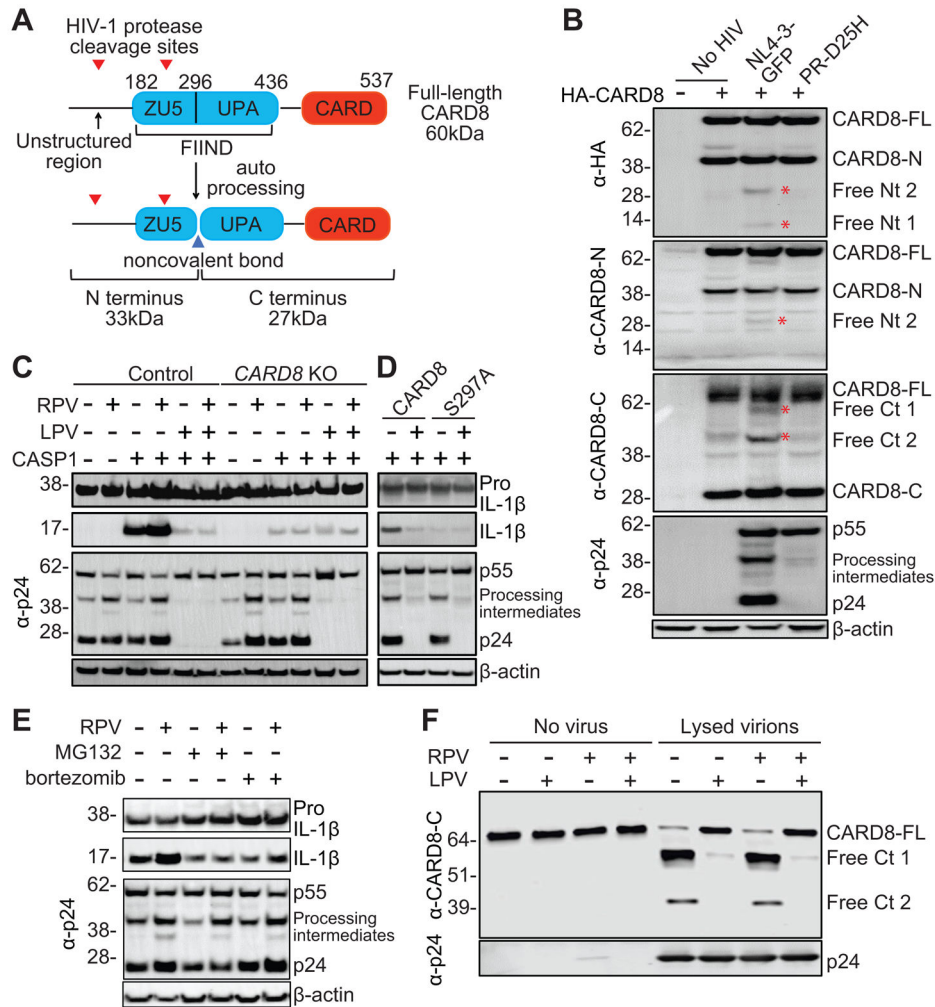 A
HIV-1 protease
cleavage sites
182 296 436 537
ZU5 UPA CARD
Full-length
CARD8
60kDa
Unstructured
region
FIIND
auto
processing
ZU5 UPA CARD
noncovalent bond
N terminus
33kDa
C terminus
27kDa
B
No HIV
NL4-3-
GFP
PR-D25H
HA-CARD8 - + + +
α-HA
62-
38-
28-
14-
CARD8-FL
CARD8-N
* Free Nt 2
* Free Nt 1
α-CARD8-N
62-
38-
28-
14-
CARD8-FL
CARD8-N
* Free Nt 2
α-CARD8-C
62-
38-
28-
CARD8-FL
* Free Ct 1
* Free Ct 2
CARD8-C
α-p24
62-
38-
28-
p55
Processing
intermediates
p24
β-actin
C
Control CARD8 KO
RPV - + - + - + - + - + - +
LPV - - - - + + - - - - + +
CASP1 - - + + + + - - + + + +
38-
17-
α-p24
62-
38-
28-
D
CARD8 S297A
- + - +
+ + + +
Pro
IL-1β
IL-1β
p55
Processing
intermediates
p24
β-actin
E
RPV - + - + - +
MG132 - - + + - -
bortezomib - - - - + +
38-
Pro
IL-1β
17-
IL-1β
α-p24
62-
38-
28-
p55
Processing
intermediates
p24
β-actin
F
No virus Lysed virions
RPV - - + + - - + +
LPV - + - + - + - +
α-CARD8-C
64-
51-
39-
CARD8-FL
Free Ct 1
Free Ct 2
α-p24
p24